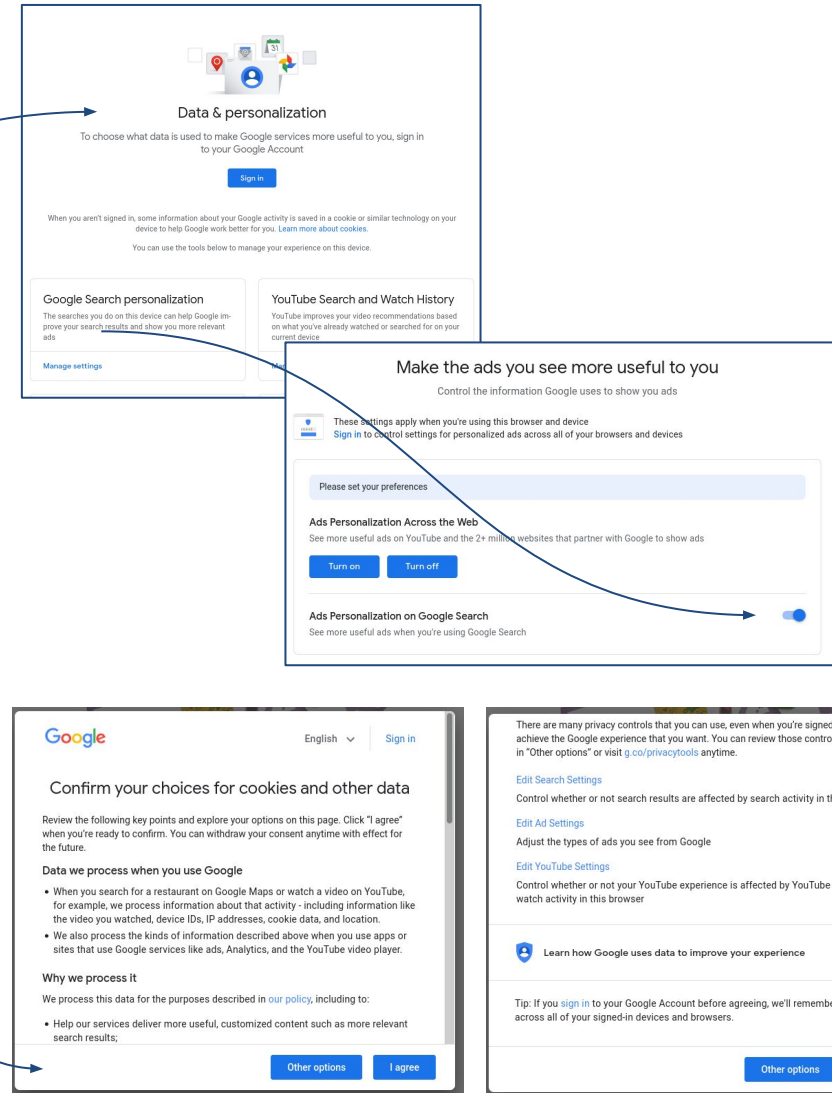 31
Data & personalization
To choose what data is used to make Google services more useful to you, sign in
to your Google Account
Sign in
When you aren't signed in, some information about your Google activity is saved in a cookie or similar technology on your
device to help Google work better for you. Learn more about cookies.
You can use the tools below to manage your experience on this device.
Google Search personalization
The searches you do on this device can help Google im-
prove your search results and show you more relevant
ads
Manage settings
YouTube Search and Watch History
YouTube improves your video recommendations based
on what you've already watched or searched for on your
current device
Make the ads you see more useful to you
Control the information Google uses to show you ads
These settings apply when you're using this browser and device
Sign in to control settings for personalized ads across all of your browsers and devices
Please set your preferences
Ads Personalization Across the Web
See more useful ads on YouTube and the 2+ million websites that partner with Google to show ads
Turn on
Turn off
Ads Personalization on Google Search
See more useful ads when you're using Google Search
Google
English
Sign in
Confirm your choices for cookies and other data
Review the following key points and explore your options on this page. Click "I agree"
when you're ready to confirm. You can withdraw your consent anytime with effect for
the future.
Data we process when you use Google
• When you search for a restaurant on Google Maps or watch a video on YouTube,
for example, we process information about that activity - including information like
the video you watched, device IDs, IP addresses, cookie data, and location.
• We also process the kinds of information described above when you use apps or
sites that use Google services like ads, Analytics, and the YouTube video player.
Why we process it
We process this data for the purposes described in our policy, including to:
• Help our services deliver more useful, customized content such as more relevant
search results;
Other options
I agree
There are many privacy controls that you can use, even when you're signed
achieve the Google experience that you want. You can review those contro
in "Other options" or visit g.co/privacytools anytime.
Edit Search Settings
Control whether or not search results are affected by search activity in th
Edit Ad Settings
Adjust the types of ads you see from Google
Edit YouTube Settings
Control whether or not your YouTube experience is affected by YouTube
watch activity in this browser
Learn how Google uses data to improve your experience
Tip: If you sign in to your Google Account before agreeing, we'll remembe
across all of your signed-in devices and browsers.
Other options